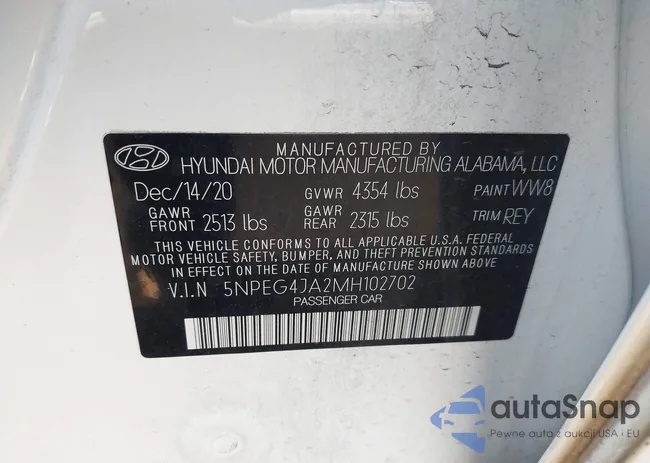 MANUFACTURED BY
HYUNDAI MOTOR MANUFACTURING ALABAMA, LLC
Dec/14/20 GVWR 4354 lbs PAINT WW8
GAWR FRONT 2513 lbs GAWR REAR 2315 lbs TRIM REY
THIS VEHICLE CONFORMS TO ALL APPLICABLE U.S.A. FEDERAL
MOTOR VEHICLE SAFETY, BUMPER, AND THEFT PREVENTION STANDARDS
IN EFFECT ON THE DATE OF MANUFACTURE SHOWN ABOVE.
V.I.N 5NPEG4JA2MH102702
PASSENGER CAR
autaSnap
Pewne auta z aukcji USA i EU